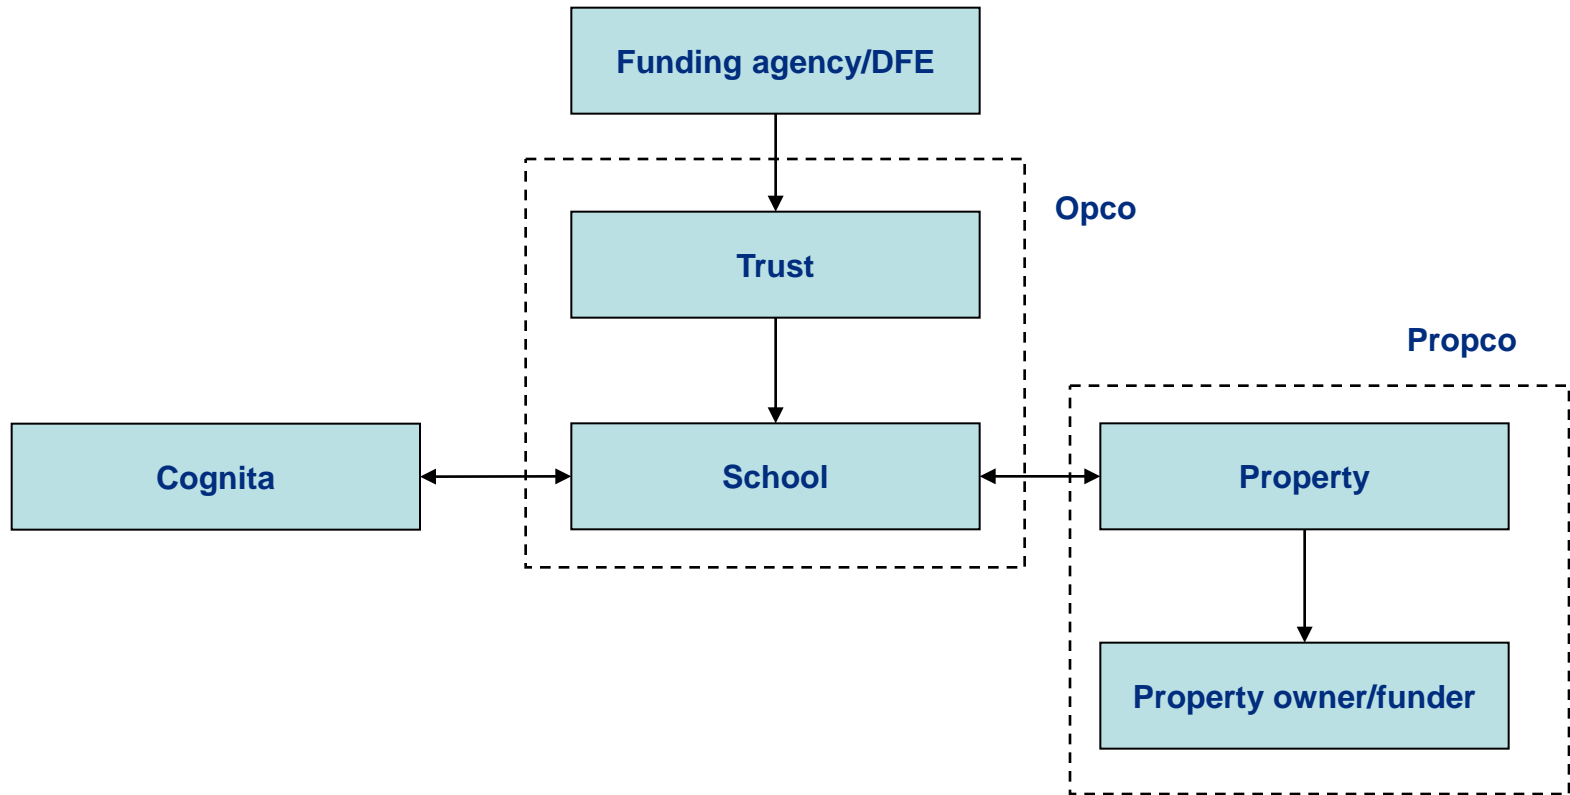 Funding agency/DFE
Opco
Trust
Propco
Cognita
School
Property
Property owner/funder